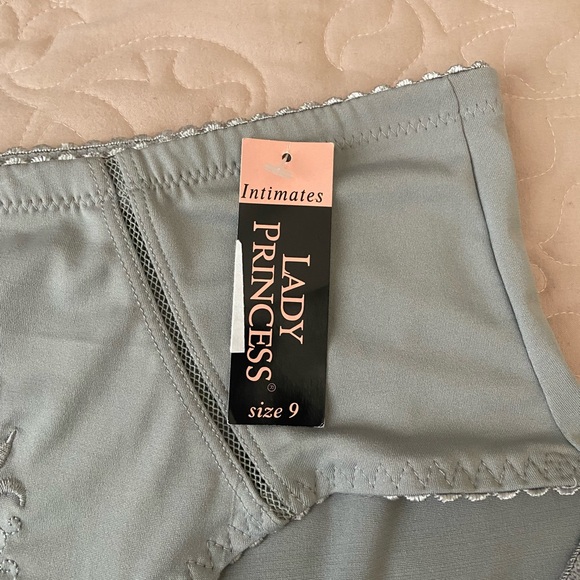 Intimates
LADY
PRINCESS®
size 9